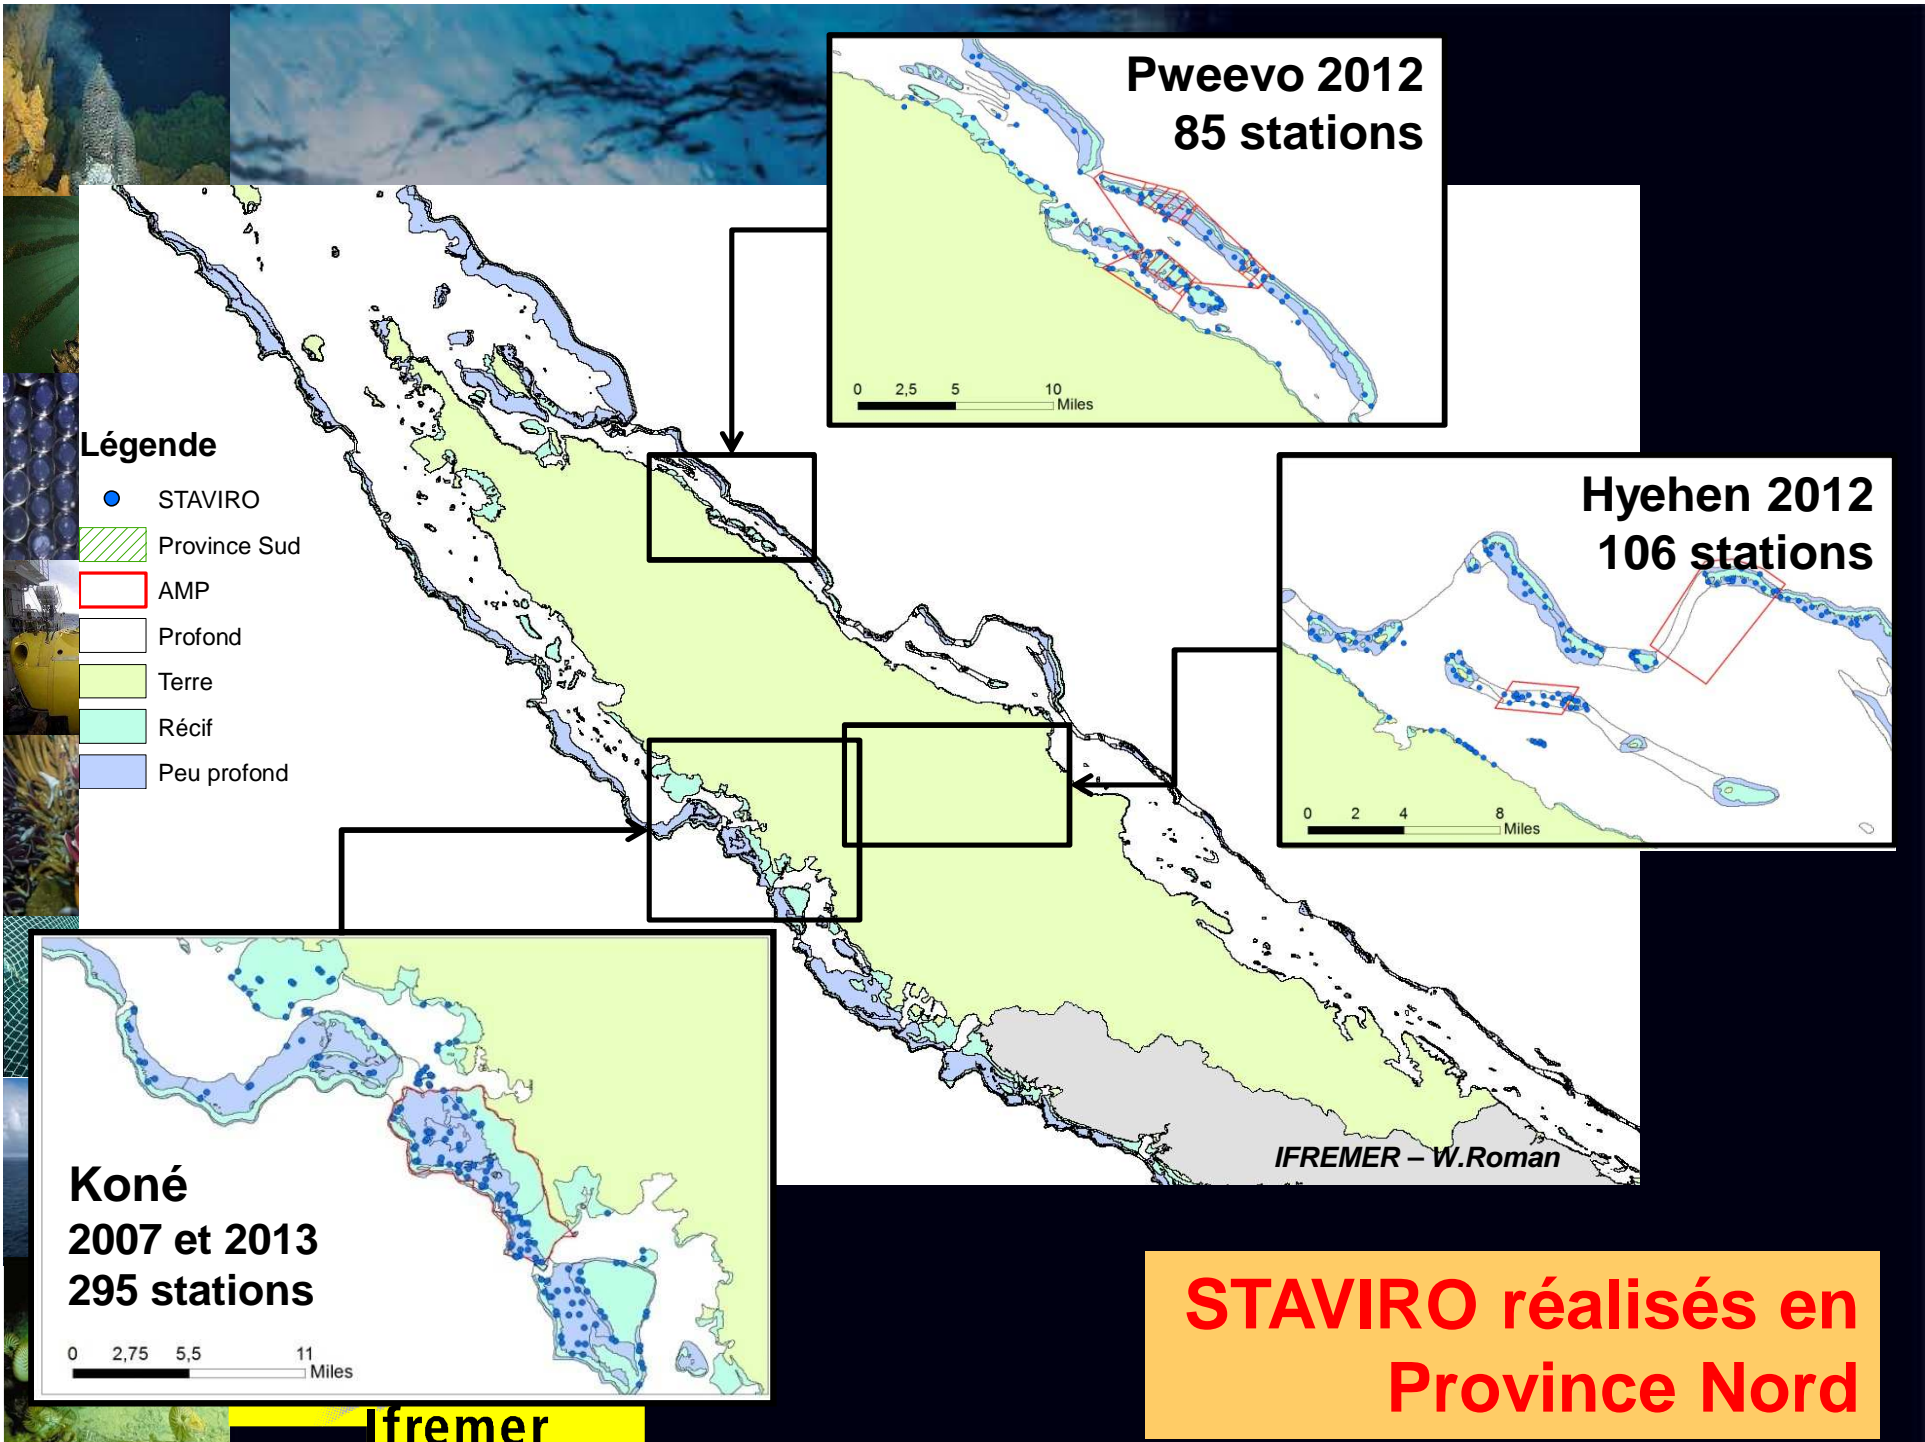 Pweevo 2012
85 stations
0 2,5 5 10
Miles
Hyehen 2012
106 stations
0 2 4 8
Miles
Légende
STAVIRO
Province Sud
AMP
Profond
Terre
Récif
Peu profond
IFREMER – W.Roman
Koné
2007 et 2013
295 stations
0 2,75 5,5 11
Miles
STAVIRO réalisés en
Province Nord
Ifremer